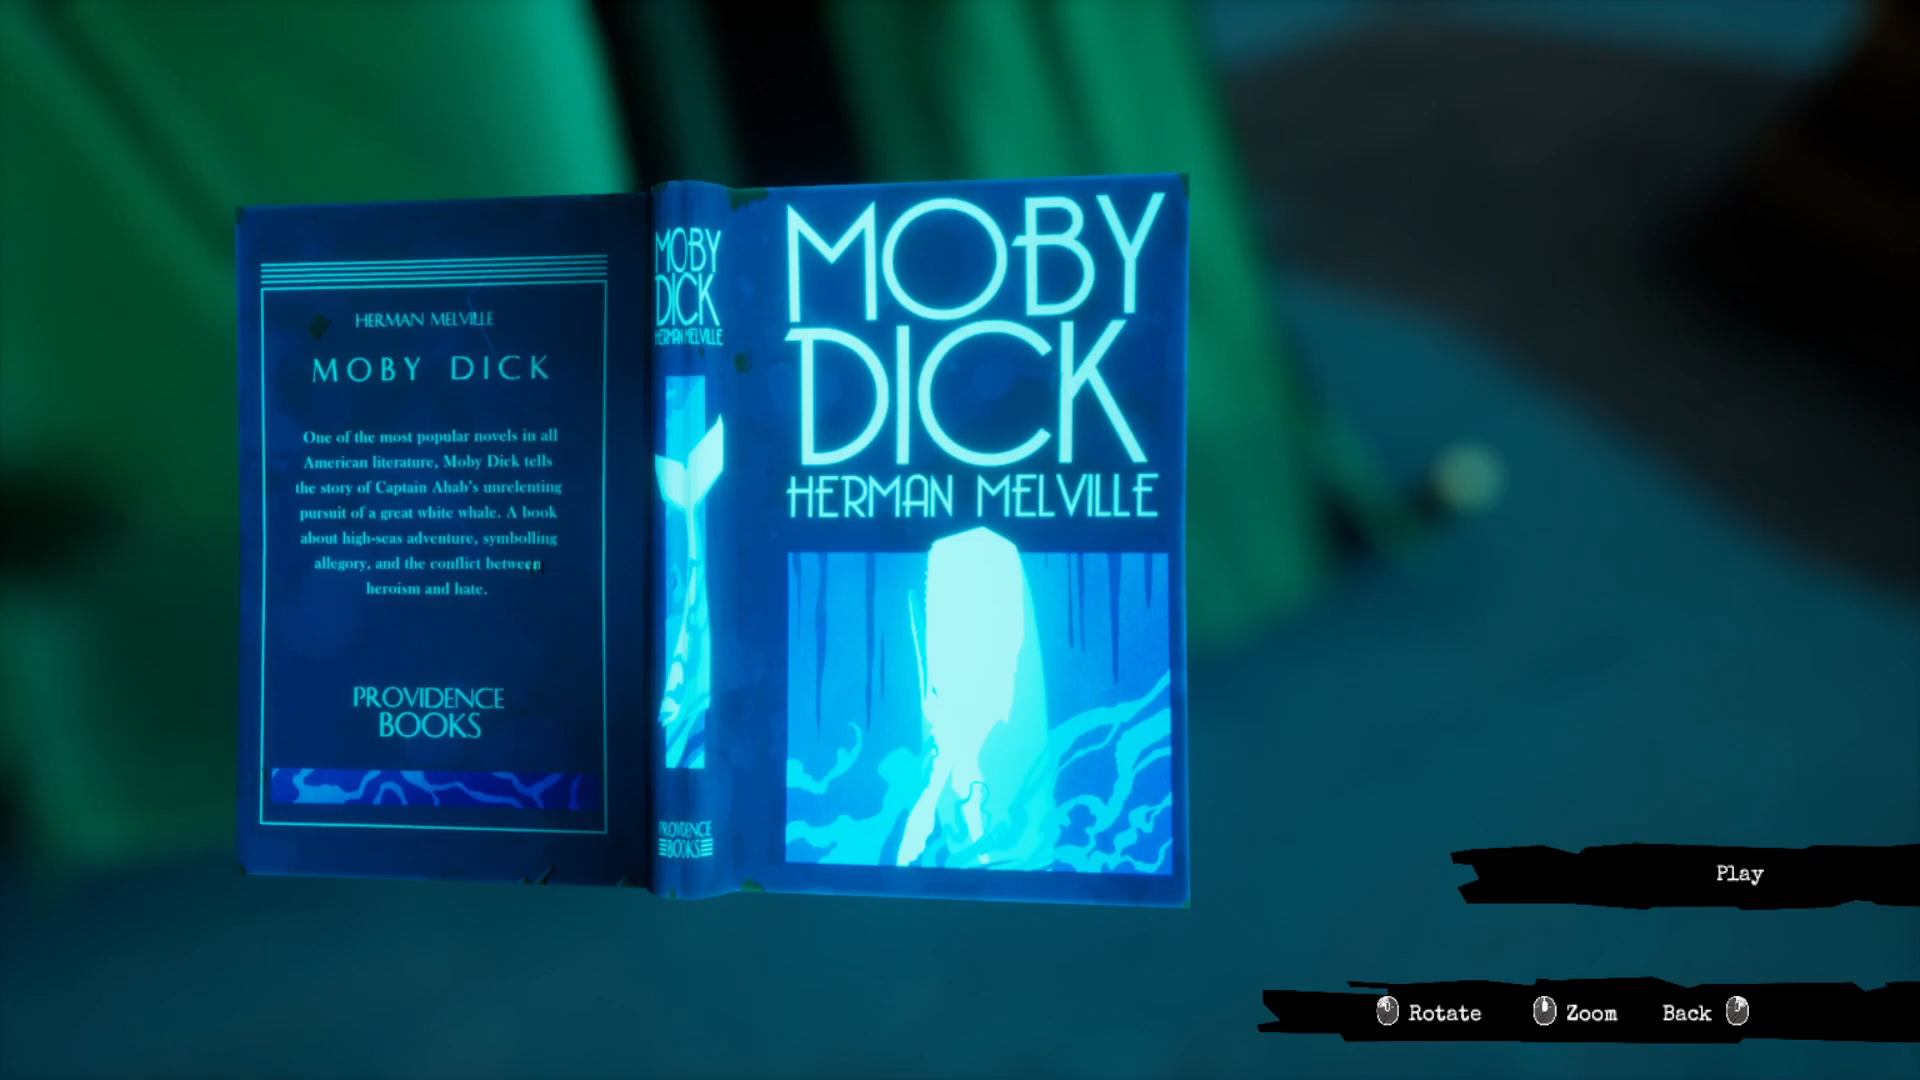 HERMAN MELVILLE
MOBY DICK
One of the most popular novels in all
American literature, Moby Dick tells
the story of Captain Ahab's unrelenting
pursuit of a great white whale. A book
about high-seas adventure, symbolling
allegory, and the conflict between
heroism and hate.
PROVIDENCE
BOOKS
MOBY
DICK
HERMAN MELVILLE
PROVIDENCE
BOOKS
MOBY
DICK
HERMAN MELVILLE
Play
Rotate
Zoom
Back